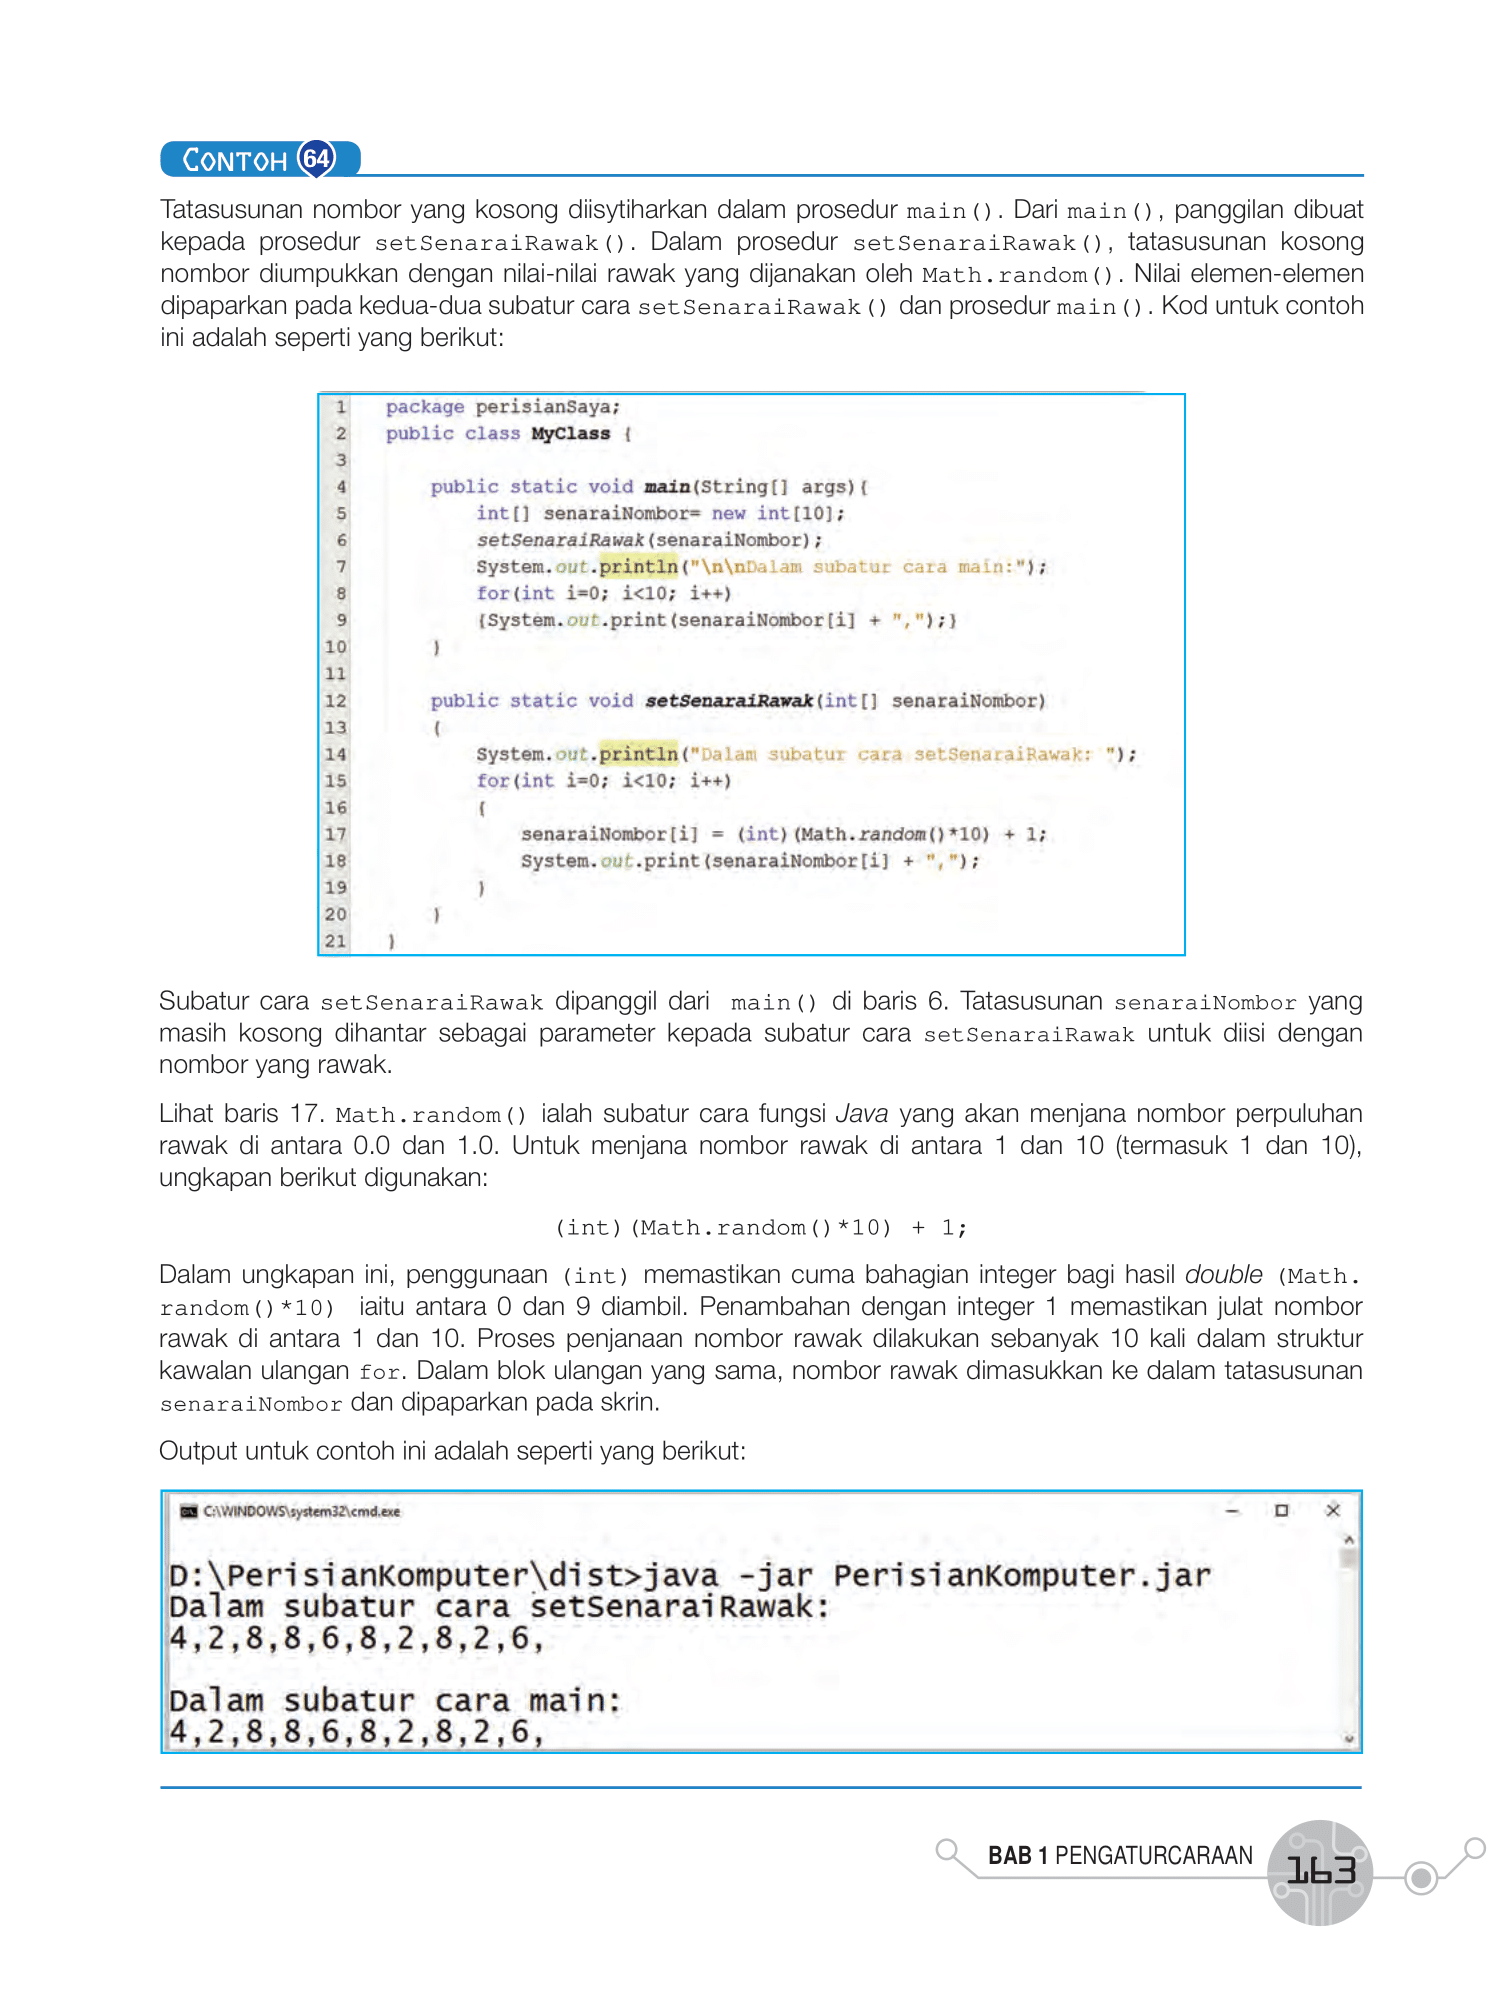 CONTOH 64
Tatasusunan nombor yang kosong diisytiharkan dalam prosedur main(). Dari main(), panggilan dibuat
kepada prosedur setSenaraiRawak(). Dalam prosedur setSenaraiRawak(), tatasusunan kosong
nombor diumpukkan dengan nilai-nilai rawak yang dijanakan oleh Math.random(). Nilai elemen-elemen
dipaparkan pada kedua-dua subatur cara setSenaraiRawak() dan prosedur main(). Kod untuk contoh
ini adalah seperti yang berikut:
1 package perisianSaya;
2 public class MyClass {
3
4 public static void main(String[] args){
5 int[] senaraiNombor= new int[10];
6 setSenaraiRawak(senaraiNombor);
7 System.out.println("\n\nDalam subatur cara main:");
8 for(int i=0; i<10; i++)
9 {System.out.print(senaraiNombor[i] + ",");}
10 }
11
12 public static void setSenaraiRawak(int[] senaraiNombor)
13 {
14 System.out.println("Dalam subatur cara setSenaraiRawak: ");
15 for(int i=0; i<10; i++)
16 {
17 senaraiNombor[i] = (int)(Math.random()*10) + 1;
18 System.out.print(senaraiNombor[i] + ",");
19 }
20 }
21 }
Subatur cara setSenaraiRawak dipanggil dari main() di baris 6. Tatasusunan senaraiNombor yang
masih kosong dihantar sebagai parameter kepada subatur cara setSenaraiRawak untuk diisi dengan
nombor yang rawak.
Lihat baris 17. Math.random() ialah subatur cara fungsi Java yang akan menjana nombor perpuluhan
rawak di antara 0.0 dan 1.0. Untuk menjana nombor rawak di antara 1 dan 10 (termasuk 1 dan 10),
ungkapan berikut digunakan:
(int)(Math.random()*10) + 1;
Dalam ungkapan ini, penggunaan (int) memastikan cuma bahagian integer bagi hasil double (Math.
random()*10) iaitu antara 0 dan 9 diambil. Penambahan dengan integer 1 memastikan julat nombor
rawak di antara 1 dan 10. Proses penjanaan nombor rawak dilakukan sebanyak 10 kali dalam struktur
kawalan ulangan for. Dalam blok ulangan yang sama, nombor rawak dimasukkan ke dalam tatasusunan
senaraiNombor dan dipaparkan pada skrin.
Output untuk contoh ini adalah seperti yang berikut:
C:\WINDOWS\system32\cmd.exe
D:\PerisianKomputer\dist>java -jar PerisianKomputer.jar
Dalam subatur cara setSenaraiRawak:
4,2,8,8,6,8,2,8,2,6,
Dalam subatur cara main:
4,2,8,8,6,8,2,8,2,6,
BAB 1 PENGATURCARAAN 163